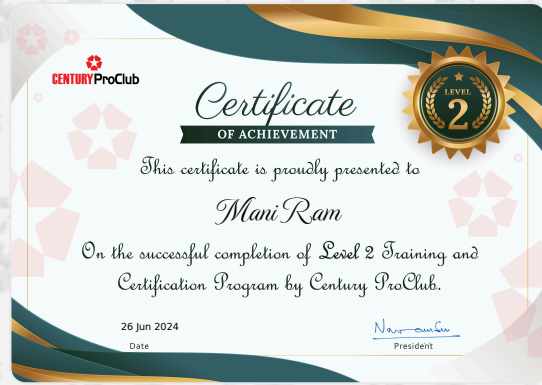 CENTURY ProClub
Certificate
OF ACHIEVEMENT
LEVEL
2
This certificate is proudly presented to
Mani Ram
On the successful completion of Level 2 Training and
Certification Program by Century ProClub.
26 Jun 2024
Date
President